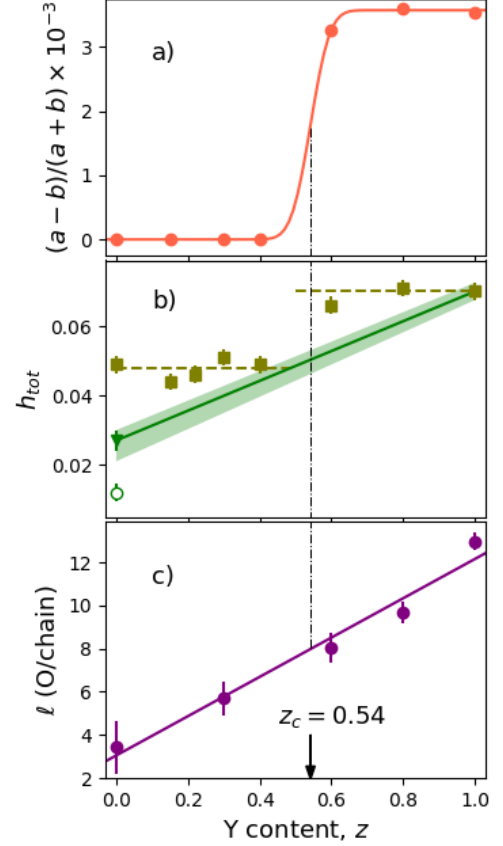 (a − b)/(a + b) × 10⁻³
3
2
1
0
a)
h_tot
0.06
0.04
0.02
b)
ℓ (O/chain)
12
10
8
6
4
2
c)
z_c = 0.54
0.0 0.2 0.4 0.6 0.8 1.0
Y content, z